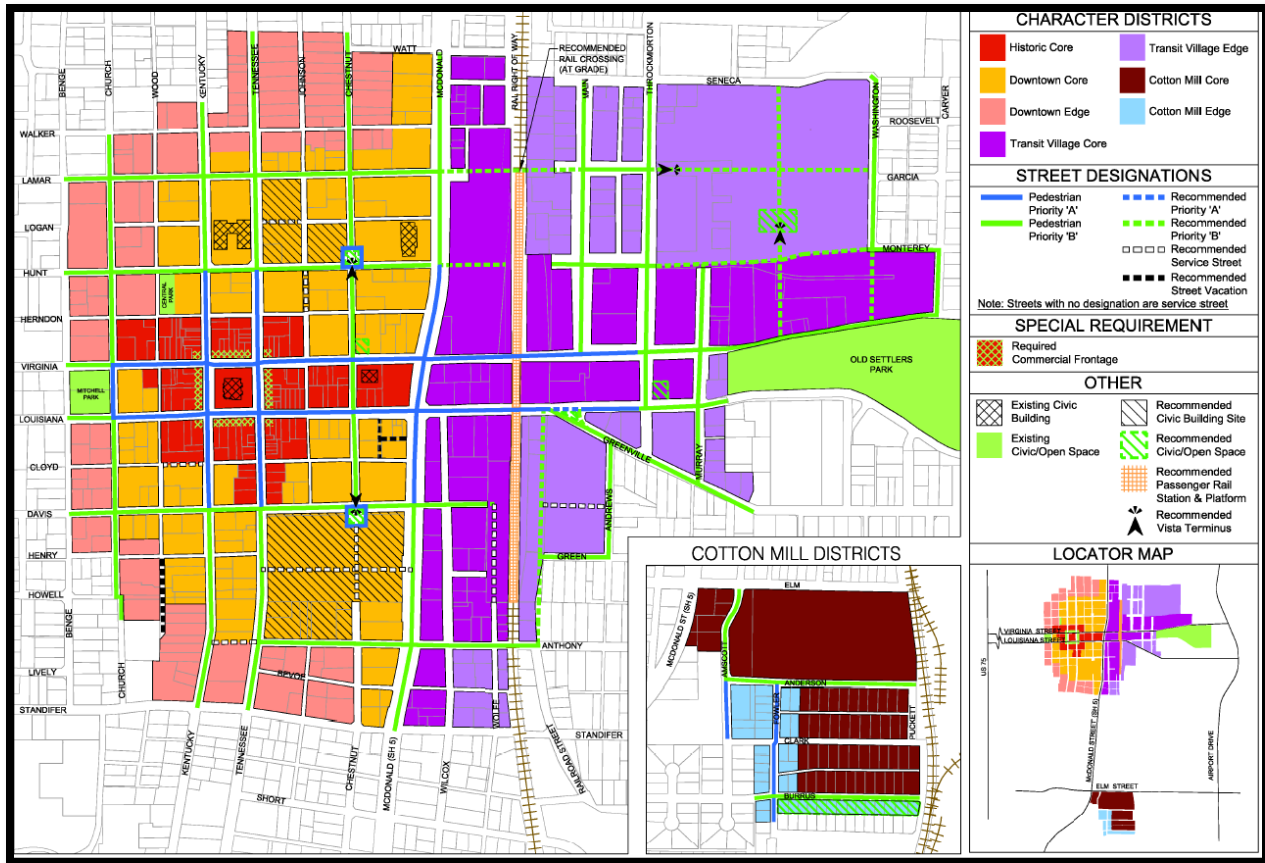 CHARACTER DISTRICTS
Historic Core
Transit Village Edge
Downtown Core
Cotton Mill Core
Downtown Edge
Cotton Mill Edge
Transit Village Core
STREET DESIGNATIONS
Pedestrian
Priority 'A'
Recommended
Priority 'A'
Pedestrian
Priority 'B'
Recommended
Priority 'B'
Recommended
Service Street
Recommended
Street Vacation
Note: Streets with no designation are service street
SPECIAL REQUIREMENT
Required
Commercial Frontage
OTHER
Existing Civic
Building
Recommended
Civic Building Site
Existing
Civic/Open Space
Recommended
Civic/Open Space
Recommended
Passenger Rail
Station & Platform
Recommended
Vista Terminus
LOCATOR MAP
VIRGINIA STREET
LOUISIANA STREET
US 75
MCDONALD STREET (SH 5)
AIRPORT DRIVE
ELM STREET
BENGE
CHURCH
WOOD
KENTUCKY
TENNESSEE
JOHNSON
CHESTNUT
WATT
MCDONALD
RAIL RIGHT OF WAY
RECOMMENDED
RAIL CROSSING
(AT GRADE)
MAIN
THROCKMORTON
SENECA
WASHINGTON
CARVER
ROOSEVELT
WALKER
LAMAR
GARCIA
LOGAN
MONTEREY
HUNT
CENTRAL
PARK
HERNDON
VIRGINIA
OLD SETTLERS
PARK
MITCHELL
PARK
LOUISIANA
GREENVILLE
MURRAY
CLOYD
DAVIS
ANDREWS
HENRY
GREEN
HOWELL
BENGE
ANTHONY
LIVELY
CHURCH
STANDIFER
WOLFE
STANDIFER
RAILROAD STREET
KENTUCKY
TENNESSEE
CHESTNUT
MCDONALD (SH 5)
WILCOX
SHORT
COTTON MILL DISTRICTS
ELM
MCDONALD ST (SH 5)
AMSCOTT
ANDERSON
FOWLER
PUCKETT
CLARK
BURRUS